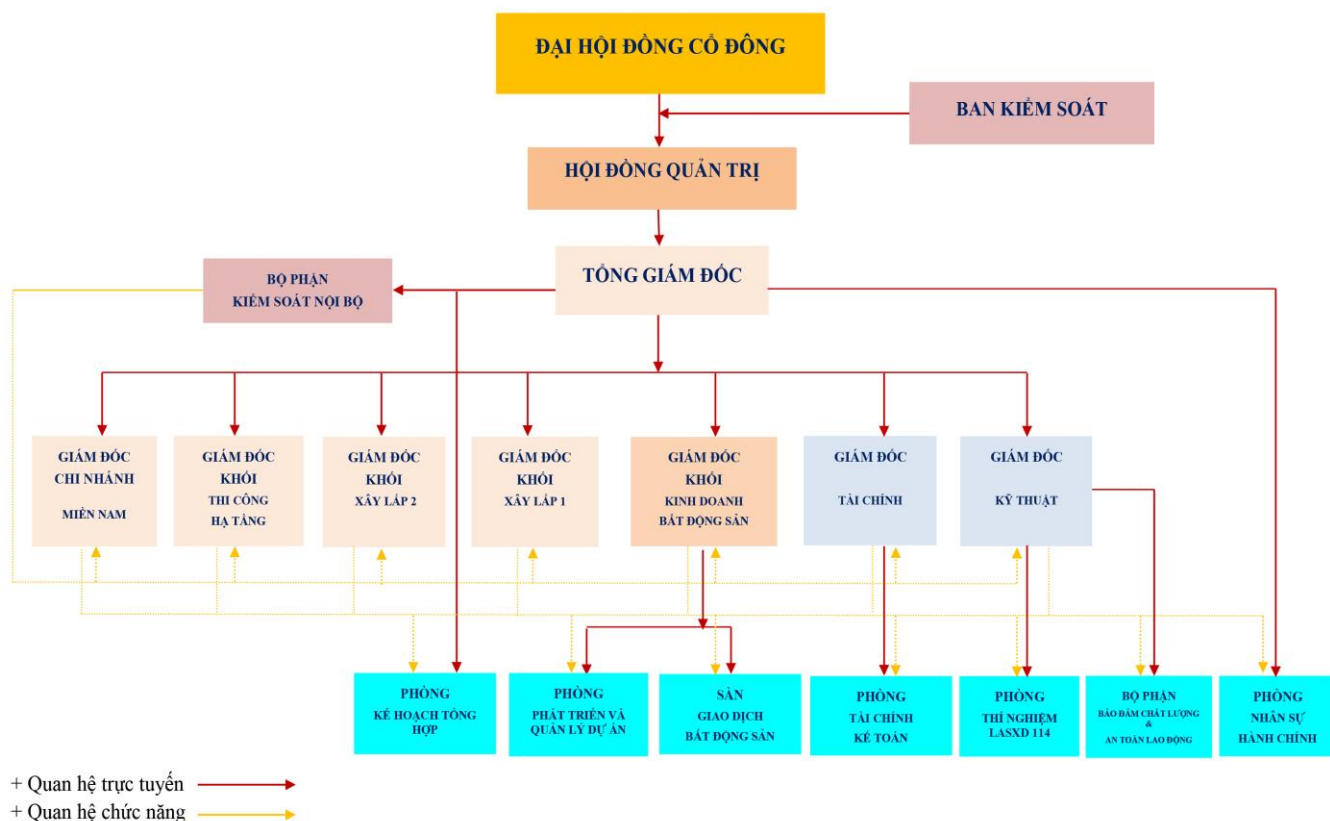 ĐẠI HỘI ĐỒNG CỔ ĐÔNG
BAN KIỂM SOÁT
HỘI ĐỒNG QUẢN TRỊ
TỔNG GIÁM ĐỐC
BỘ PHẬN
KIỂM SOÁT NỘI BỘ
GIÁM ĐỐC
CHI NHÁNH
MIỀN NAM
GIÁM ĐỐC
KHỐI
THI CÔNG
HẠ TẦNG
GIÁM ĐỐC
KHỐI
XÂY LẮP 2
GIÁM ĐỐC
KHỐI
XÂY LẮP 1
GIÁM ĐỐC
KHỐI
KINH DOANH
BẤT ĐỘNG SẢN
GIÁM ĐỐC
TÀI CHÍNH
GIÁM ĐỐC
KỸ THUẬT
PHÒNG
KẾ HOẠCH TỔNG
HỢP
PHÒNG
PHÁT TRIỂN VÀ
QUẢN LÝ DỰ ÁN
SÀN
GIAO DỊCH
BẤT ĐỘNG SẢN
PHÒNG
TÀI CHÍNH
KẾ TOÁN
PHÒNG
THÍ NGHIỆM
LASXD 114
BỘ PHẬN
BẢO ĐẢM CHẤT LƯỢNG
&
AN TOÀN LAO ĐỘNG
PHÒNG
NHÂN SỰ
HÀNH CHÍNH
+ Quan hệ trực tuyến
+ Quan hệ chức năng